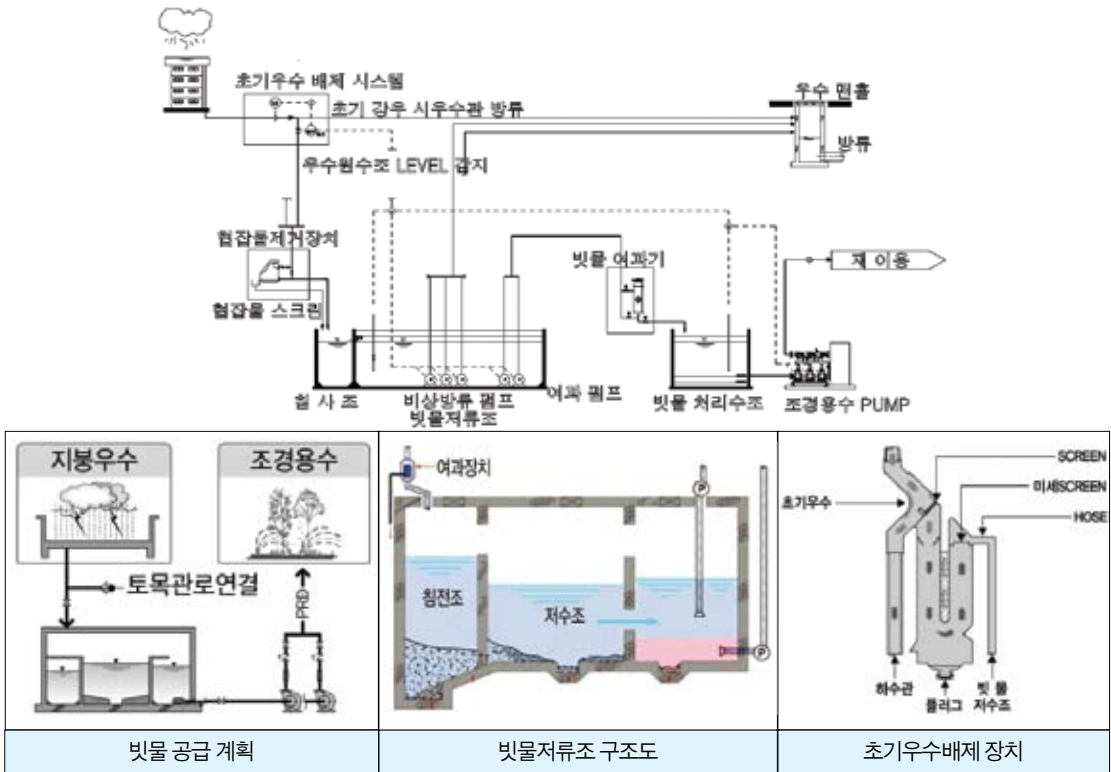 초기우수 배제 시스템
초기 강우 시우수관 방류
우수 맨홀
방류
우수원수조 LEVEL 감지
협잡물제거장치
빗물 여과기
재 이용
협잡물 스크린
침 사 조
비상방류 펌프
빗물저류조
여과 펌프
빗물 처리수조
조경용수 PUMP
지붕우수
조경용수
토목관로연결
PRD
여과장치
침전조
저수조
P
P
SCREEN
미세SCREEN
초기우수
HOSE
하수관
플러그
빗 물
저수조
빗물 공급 계획
빗물저류조 구조도
초기우수배제 장치